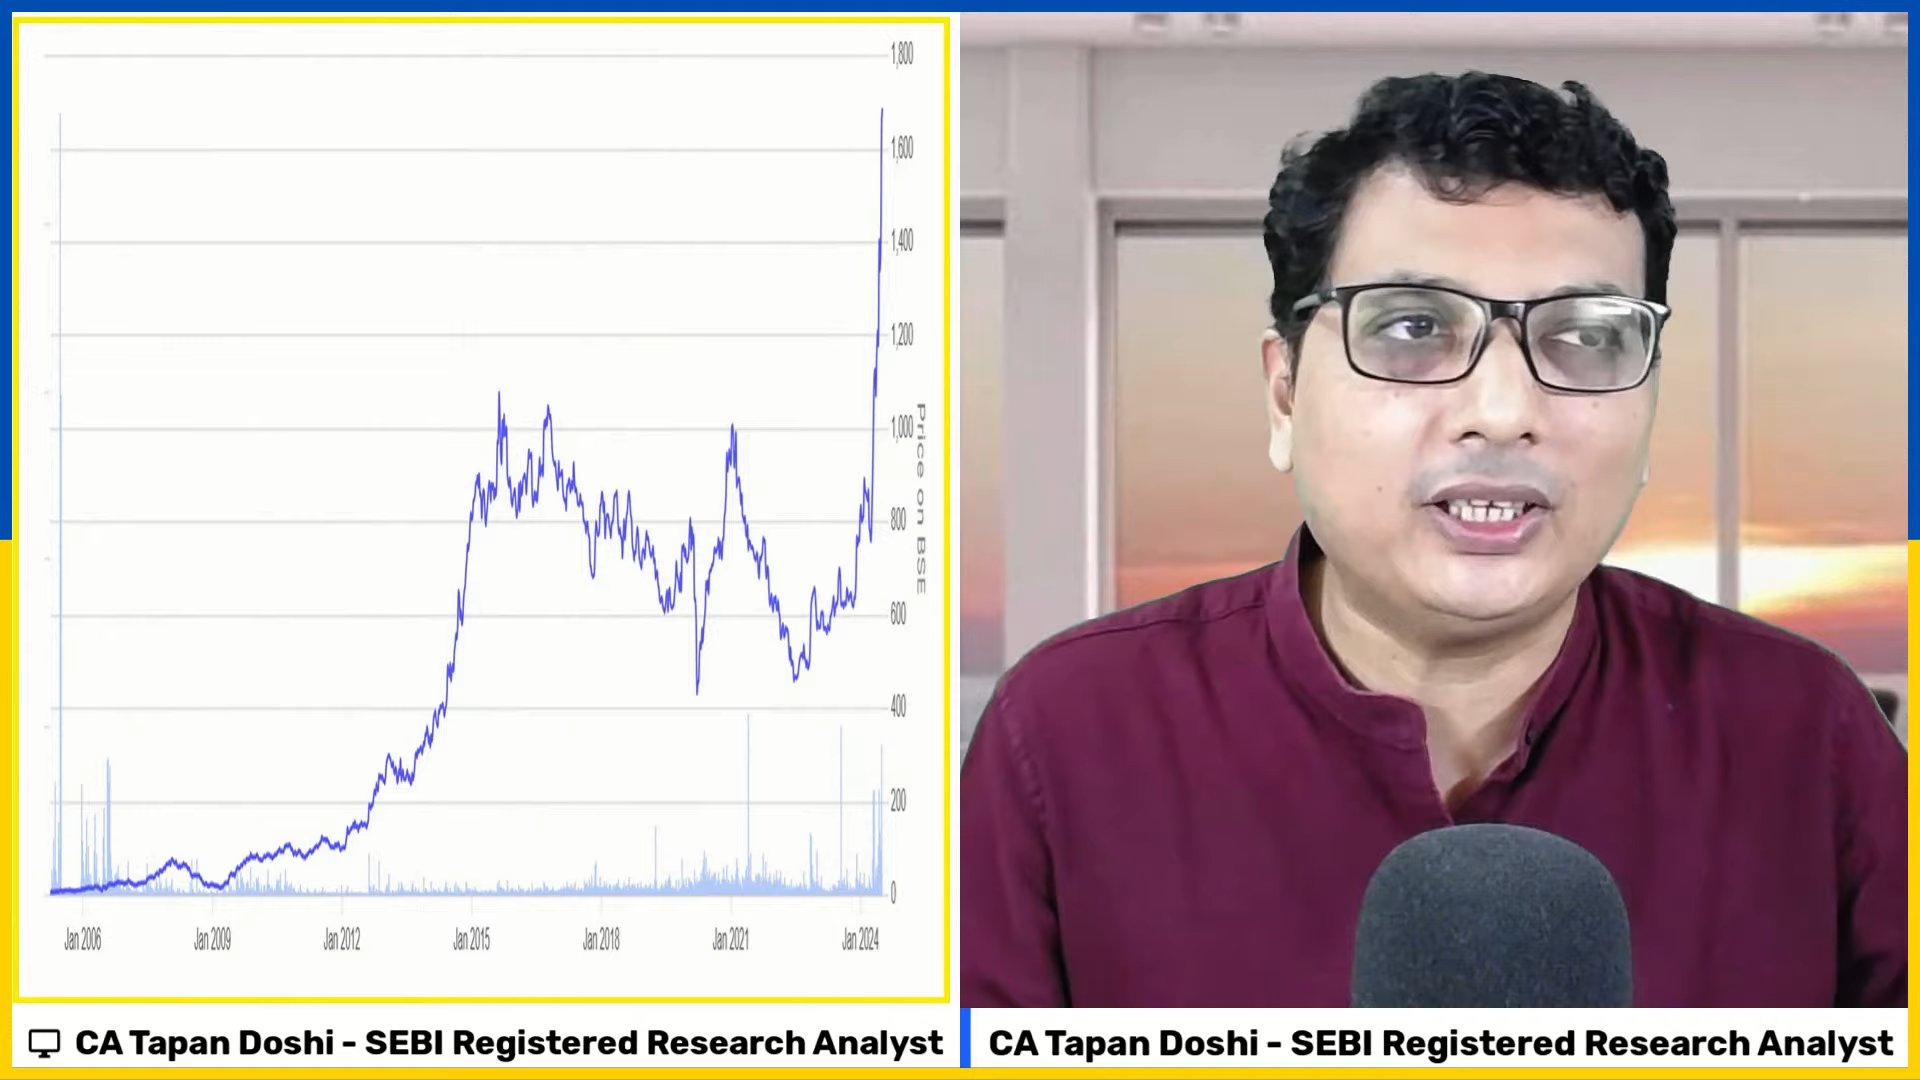 1,800
1,600
1,400
1,200
1,000
800
600
400
200
0
Price on BSE
Jan 2006 Jan 2009 Jan 2012 Jan 2015 Jan 2018 Jan 2021 Jan 2024
CA Tapan Doshi - SEBI Registered Research Analyst
CA Tapan Doshi - SEBI Registered Research Analyst